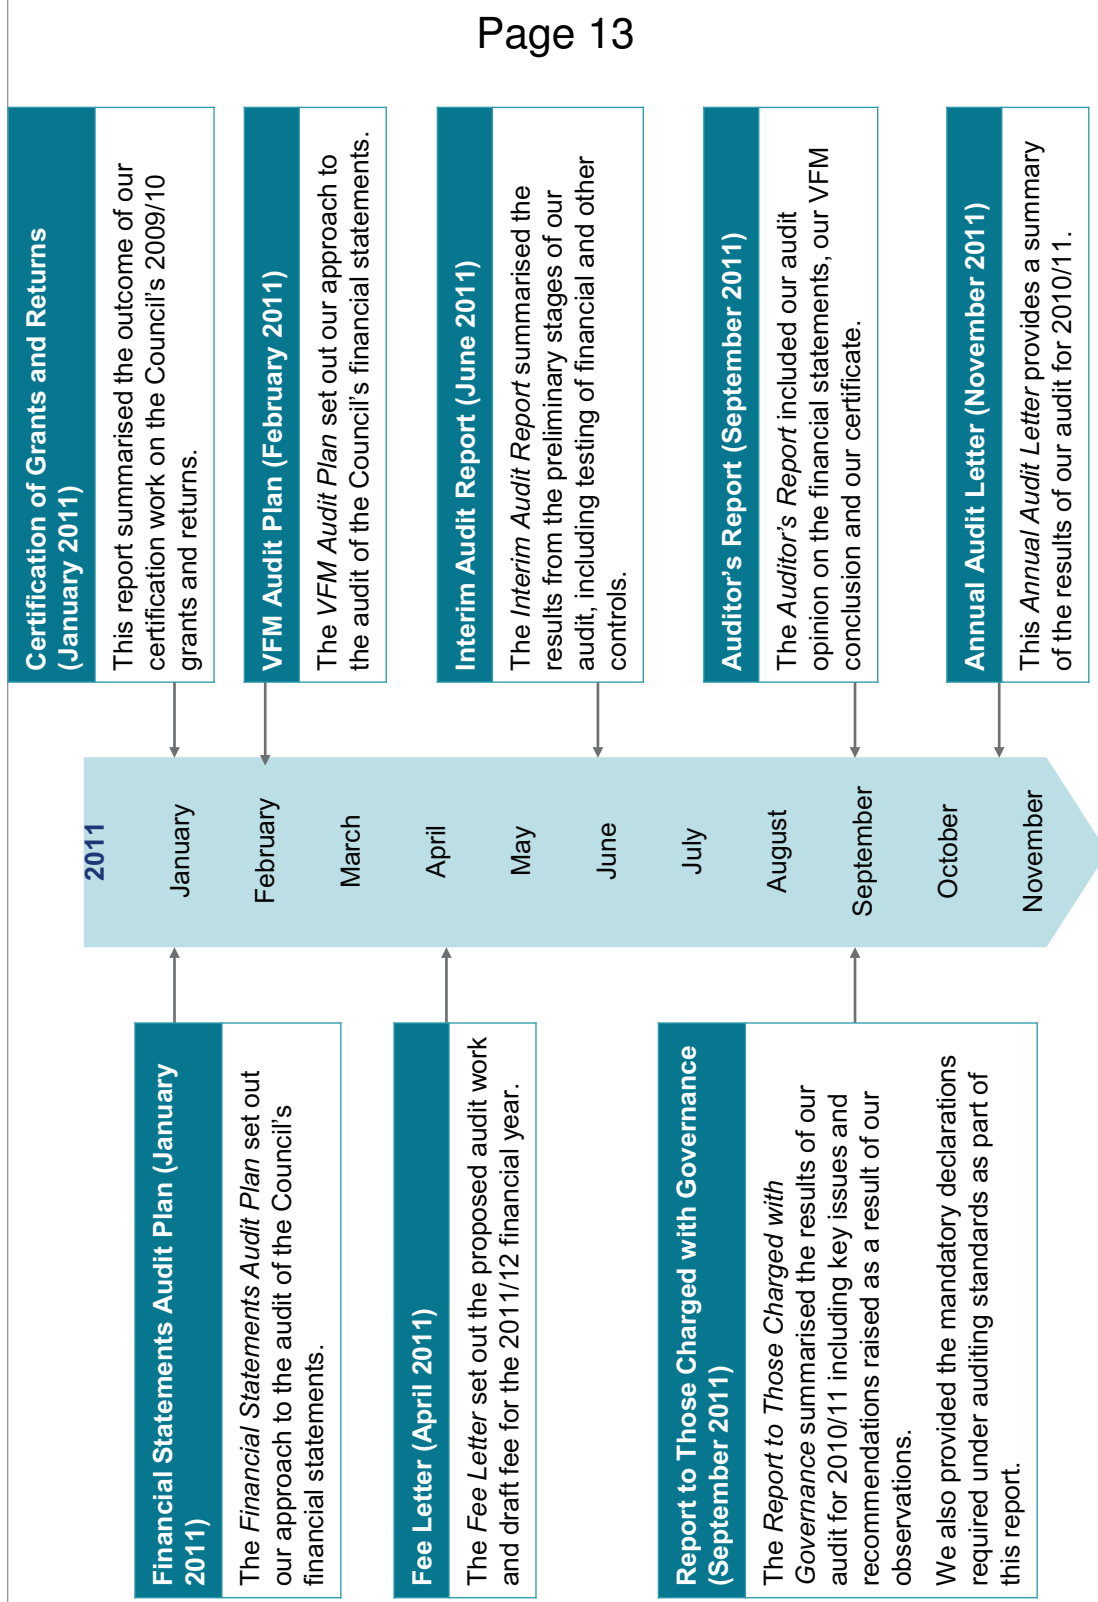 Page 13
Certification of Grants and Returns
(January 2011)
This report summarised the outcome of our
certification work on the Council's 2009/10
grants and returns.
VFM Audit Plan (February 2011)
The VFM Audit Plan set out our approach to
the audit of the Council's financial statements.
Interim Audit Report (June 2011)
The Interim Audit Report summarised the
results from the preliminary stages of our
audit, including testing of financial and other
controls.
Auditor's Report (September 2011)
The Auditor's Report included our audit
opinion on the financial statements, our VFM
conclusion and our certificate.
Annual Audit Letter (November 2011)
This Annual Audit Letter provides a summary
of the results of our audit for 2010/11.
2011
January
February
March
April
May
June
July
August
September
October
November
Financial Statements Audit Plan (January
2011)
The Financial Statements Audit Plan set out
our approach to the audit of the Council's
financial statements.
Fee Letter (April 2011)
The Fee Letter set out the proposed audit work
and draft fee for the 2011/12 financial year.
Report to Those Charged with Governance
(September 2011)
The Report to Those Charged with
Governance summarised the results of our
audit for 2010/11 including key issues and
recommendations raised as a result of our
observations.
We also provided the mandatory declarations
required under auditing standards as part of
this report.